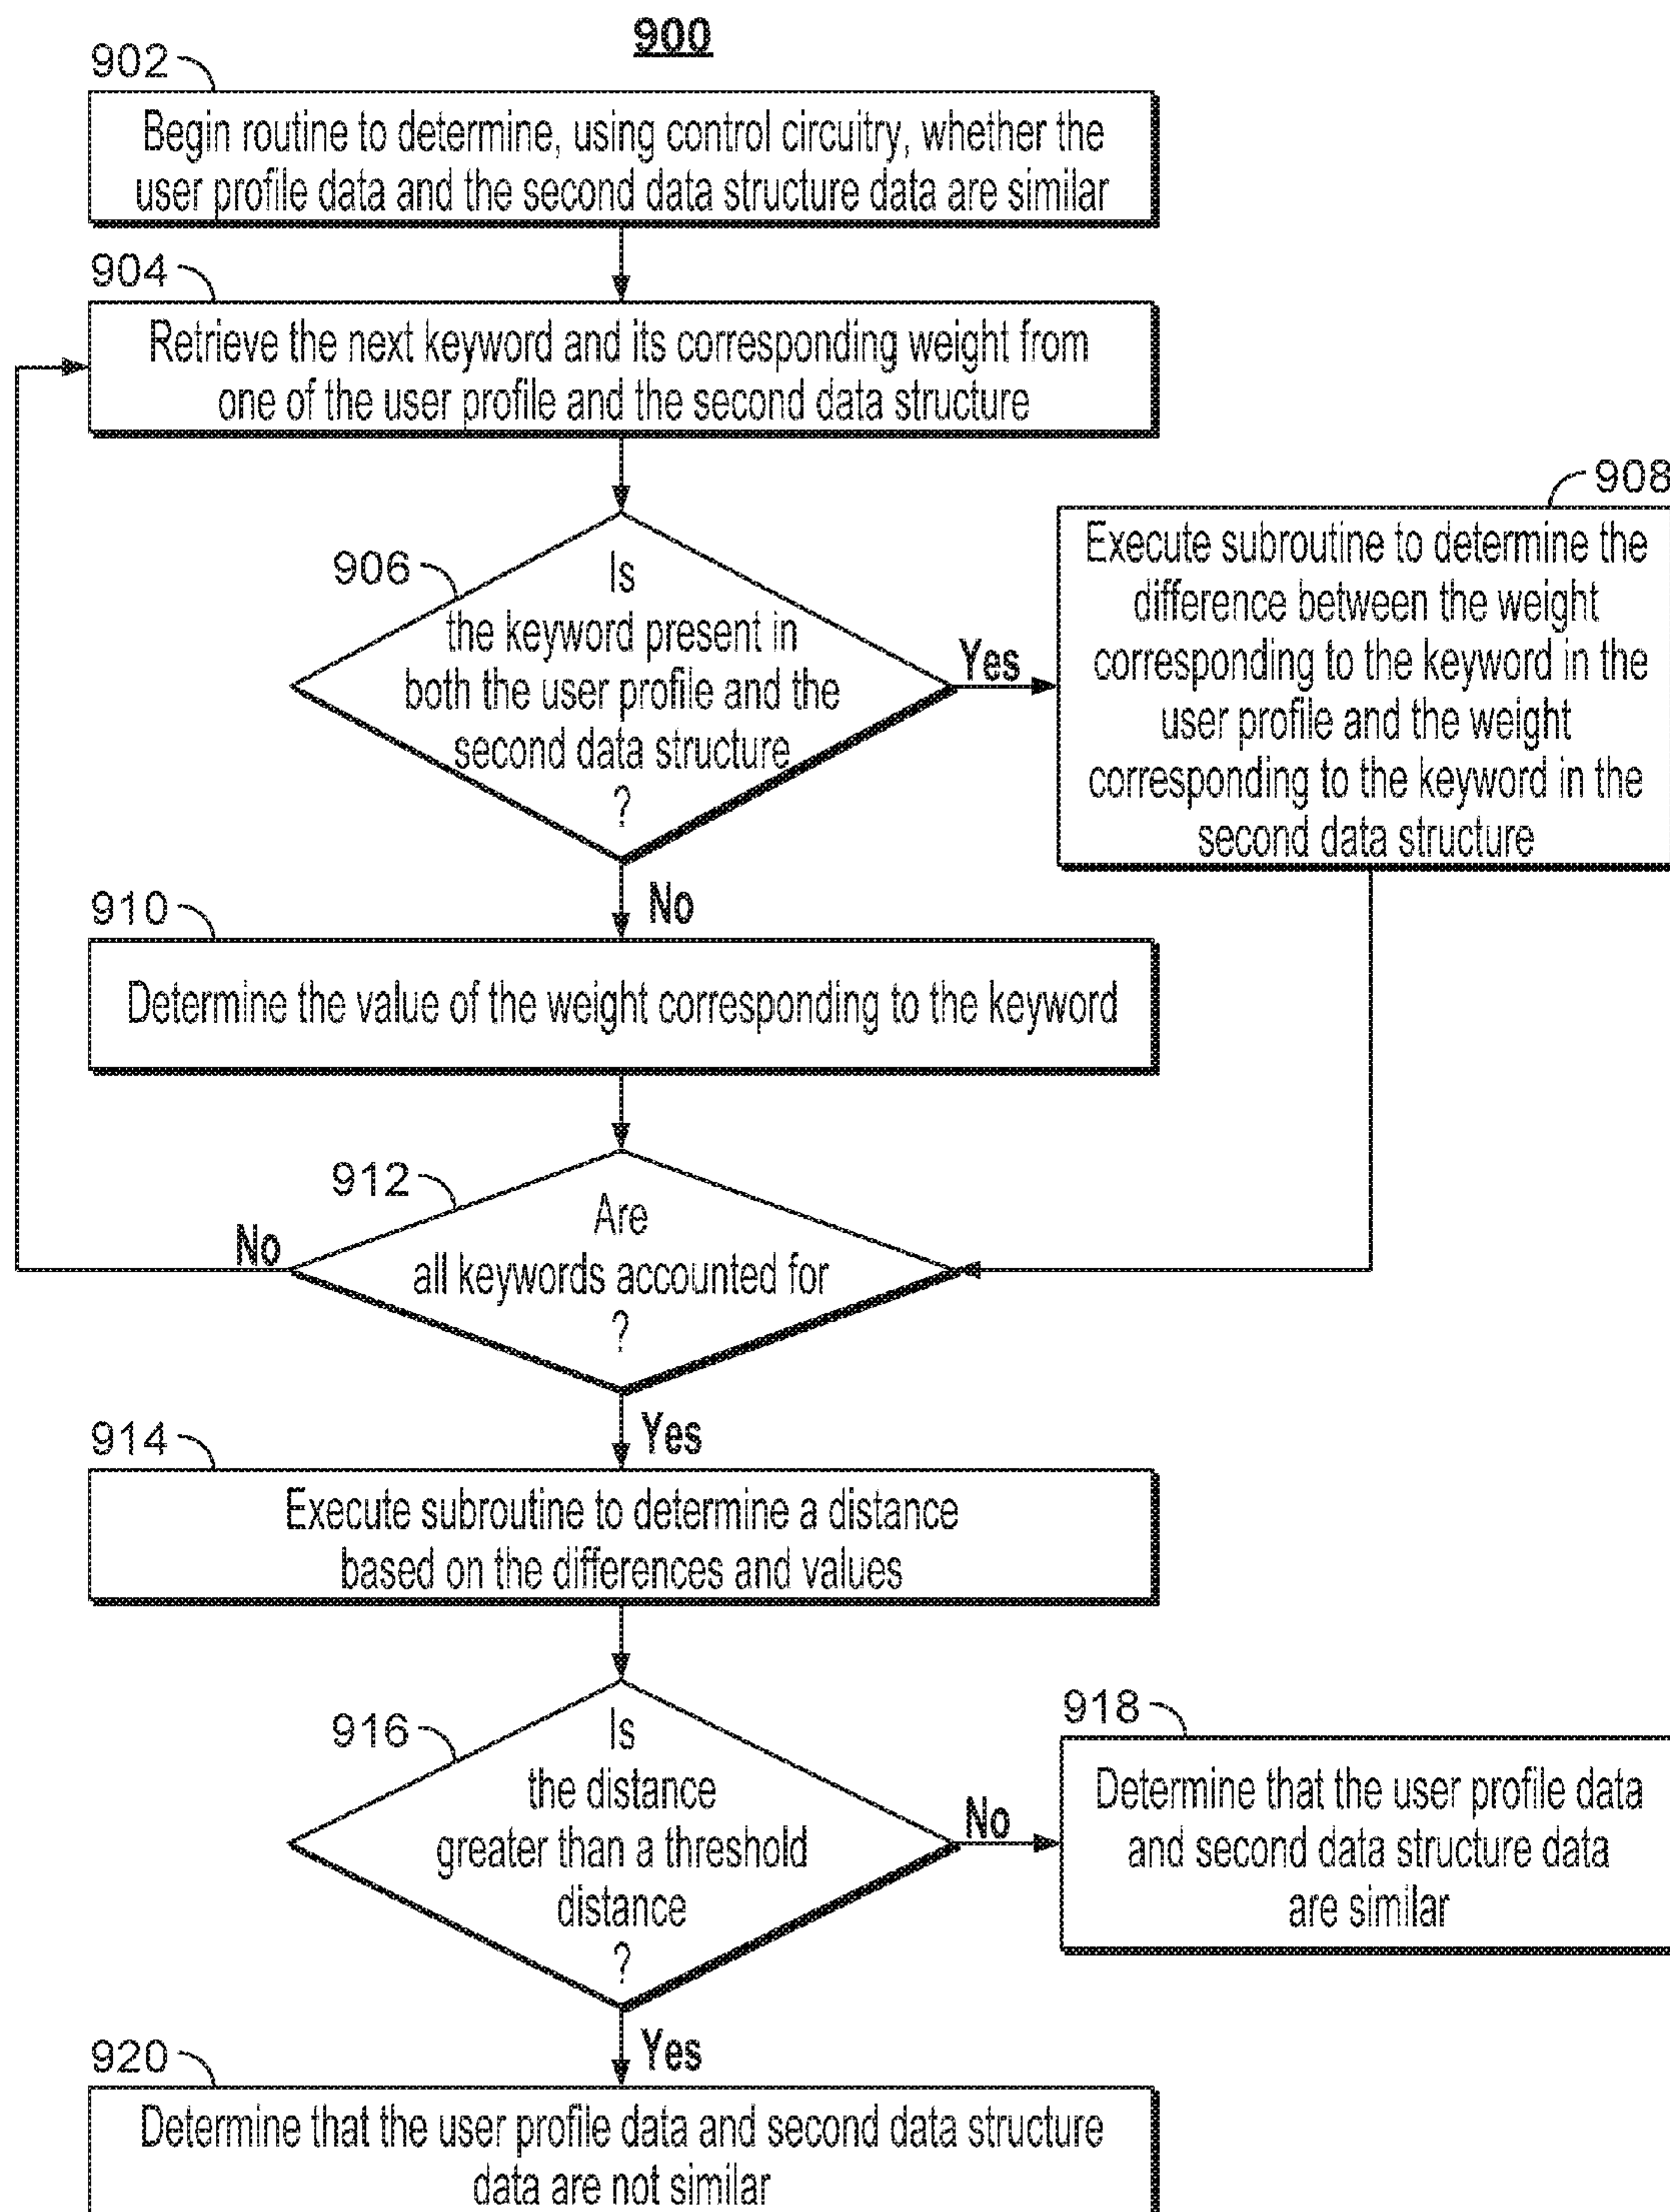 900
902
Begin routine to determine, using control circuitry, whether the
user profile data and the second data structure data are similar
904
Retrieve the next keyword and its corresponding weight from
one of the user profile and the second data structure
906
Is
the keyword present in
both the user profile and the
second data structure
?
Yes
908
Execute subroutine to determine the
difference between the weight
corresponding to the keyword in the
user profile and the weight
corresponding to the keyword in the
second data structure
No
910
Determine the value of the weight corresponding to the keyword
912
Are
all keywords accounted for
?
No
Yes
914
Execute subroutine to determine a distance
based on the differences and values
916
Is
the distance
greater than a threshold
distance
?
No
918
Determine that the user profile data
and second data structure data
are similar
Yes
920
Determine that the user profile data and second data structure
data are not similar